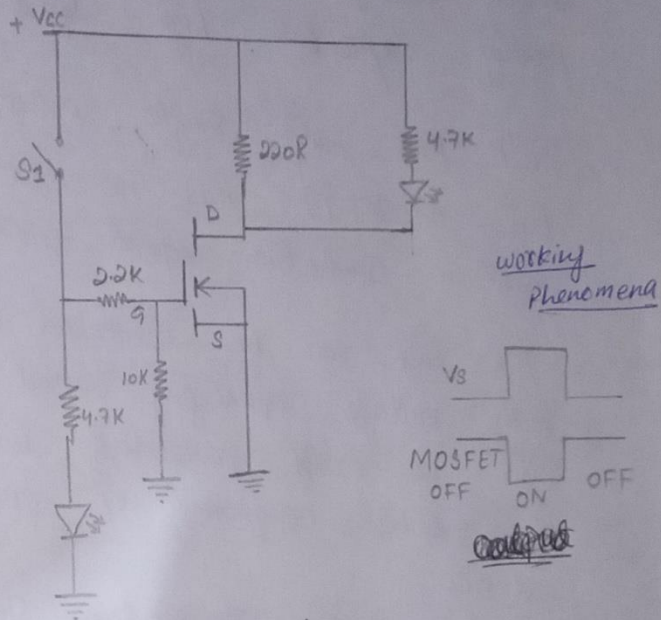 + Vcc
S1
220R
4.7K
D
2.2K
G
S
10K
4.7K
working
Phenomena
Vs
MOSFET
OFF
ON
OFF